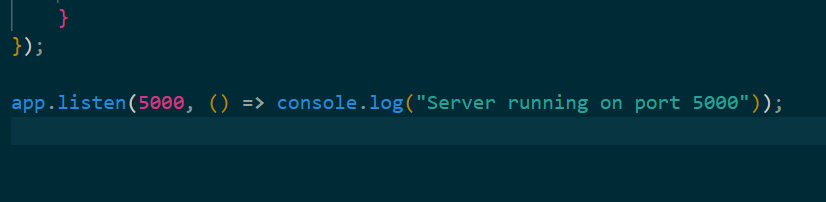 }
});
app.listen(5000, () => console.log("Server running on port 5000"));